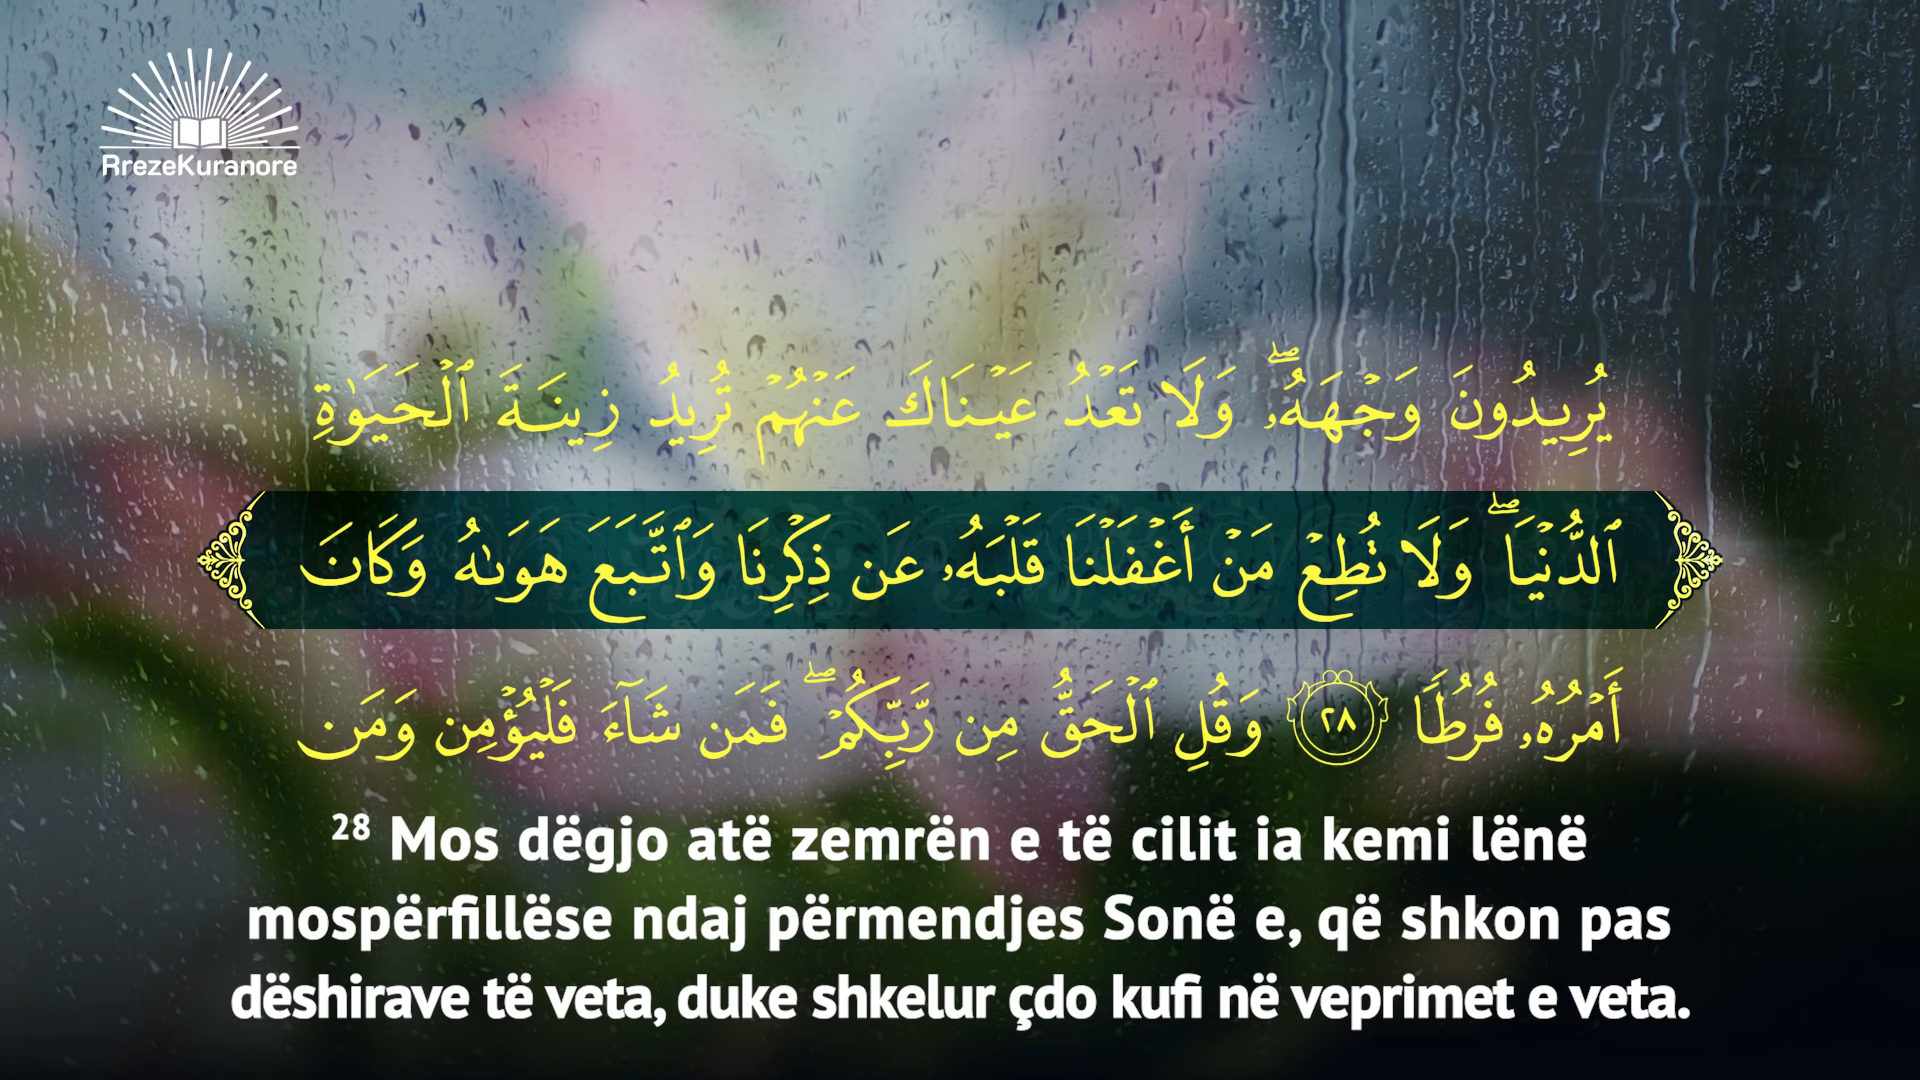 RrezeKuranore
يُرِيدُونَ وَجْهَهُۥۖ وَلَا تَعْدُ عَيْنَاكَ عَنْهُمْ تُرِيدُ زِينَةَ ٱلْحَيَوٰةِ
ٱلدُّنْيَاۖ وَلَا تُطِعْ مَنْ أَغْفَلْنَا قَلْبَهُۥ عَن ذِكْرِنَا وَٱتَّبَعَ هَوَىٰهُ وَكَانَ
أَمْرُهُۥ فُرُطًا ٢٨ وَقُلِ ٱلْحَقُّ مِن رَّبِّكُمْۖ فَمَن شَآءَ فَلْيُؤْمِن وَمَن
28 Mos dëgjo atë zemrën e të cilit ia kemi lënë
mospërfillëse ndaj përmendjes Sonë e, që shkon pas
dëshirave të veta, duke shkelur çdo kufi në veprimet e veta.